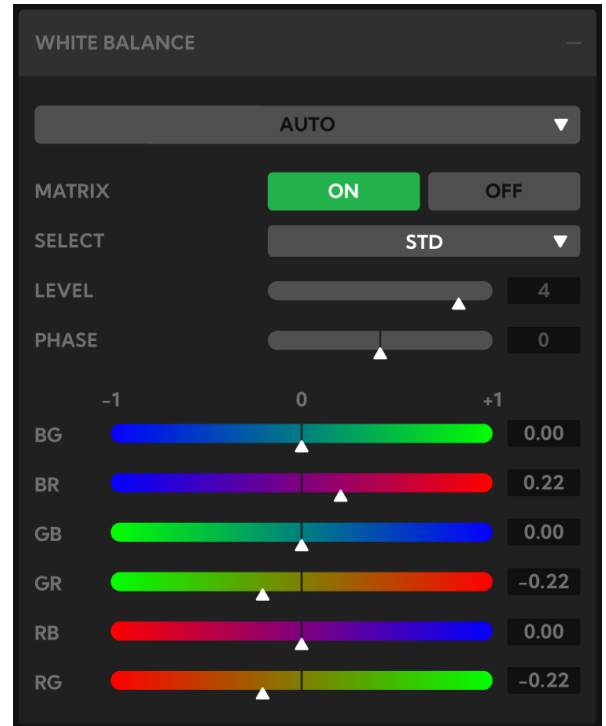 WHITE BALANCE
AUTO
MATRIX ON OFF
SELECT STD
LEVEL 4
PHASE 0
-1 0 +1
BG 0.00
BR 0.22
GB 0.00
GR -0.22
RB 0.00
RG -0.22